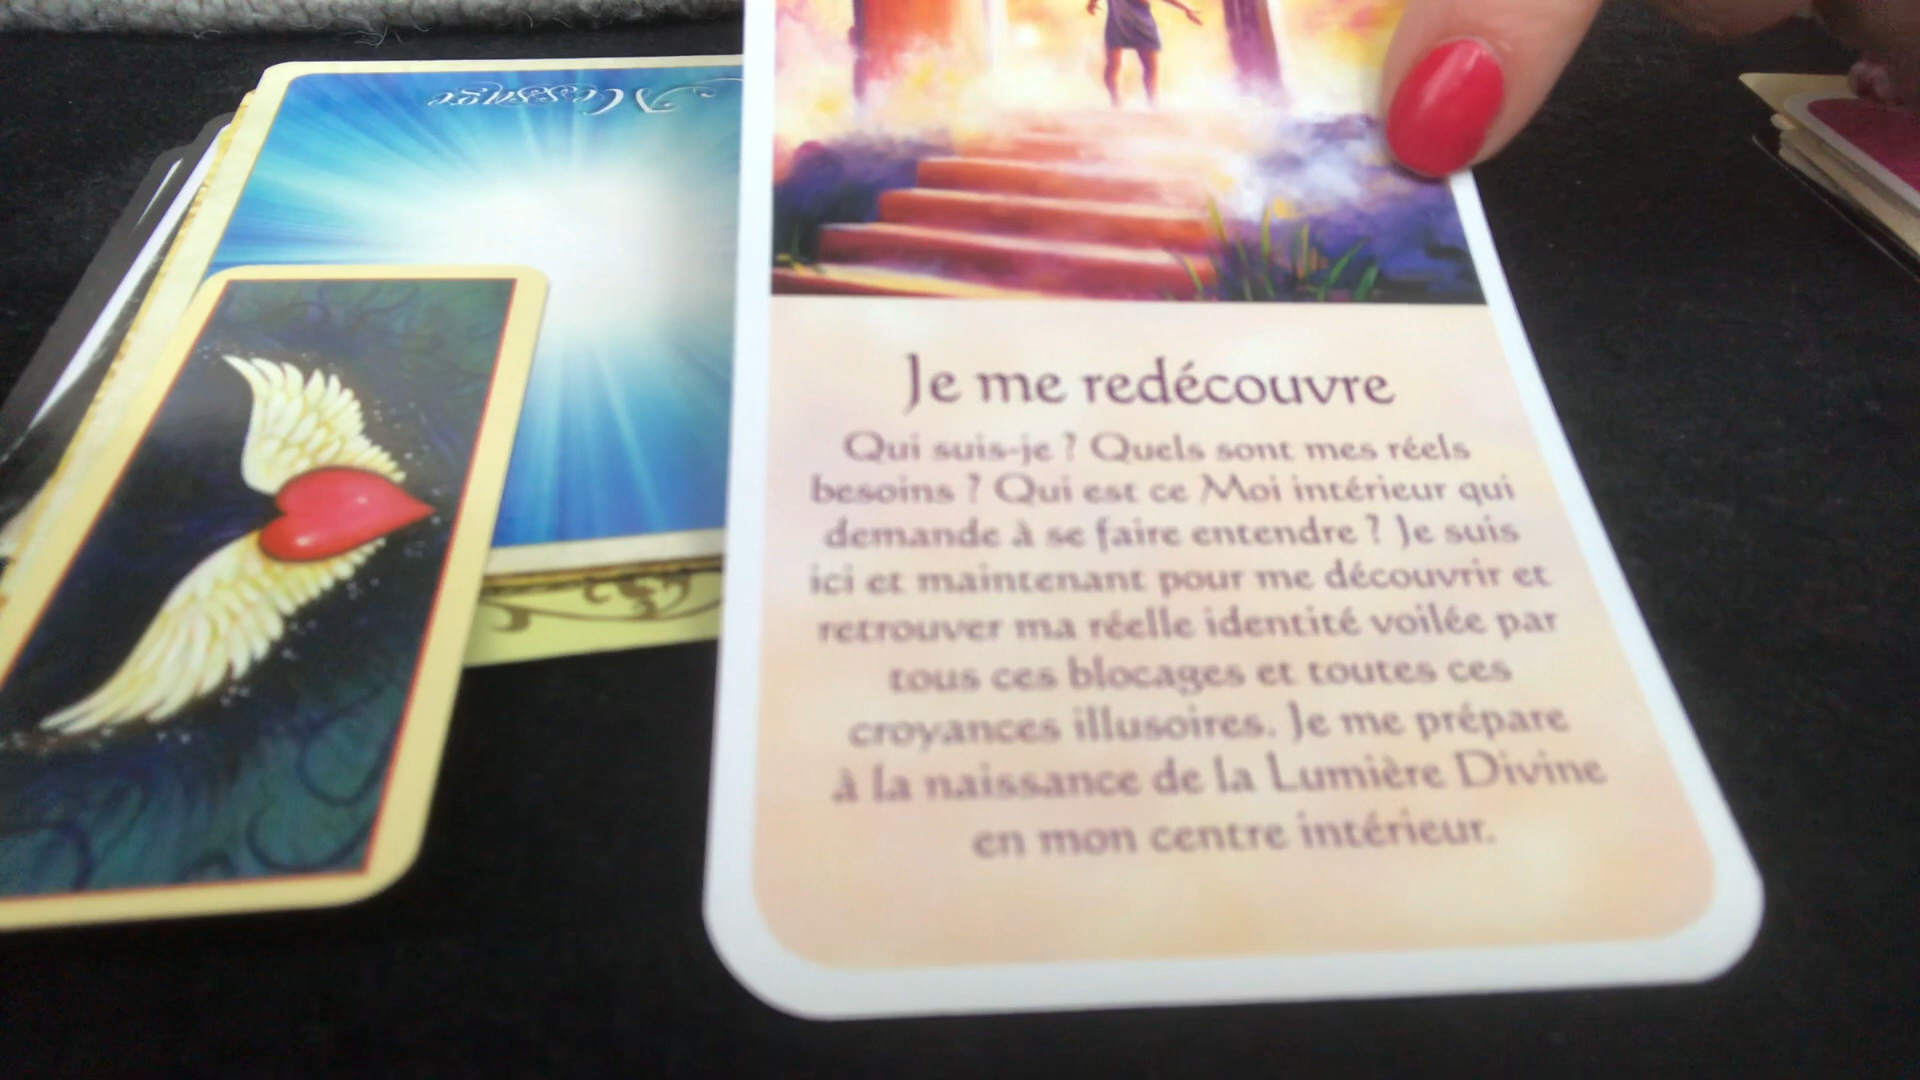 Message
Je me redécouvre
Qui suis-je ? Quels sont mes réels
besoins ? Qui est ce Moi intérieur qui
demande à se faire entendre ? Je suis
ici et maintenant pour me découvrir et
retrouver ma réelle identité voilée par
tous ces blocages et toutes ces
croyances illusoires. Je me prépare
à la naissance de la Lumière Divine
en mon centre intérieur.